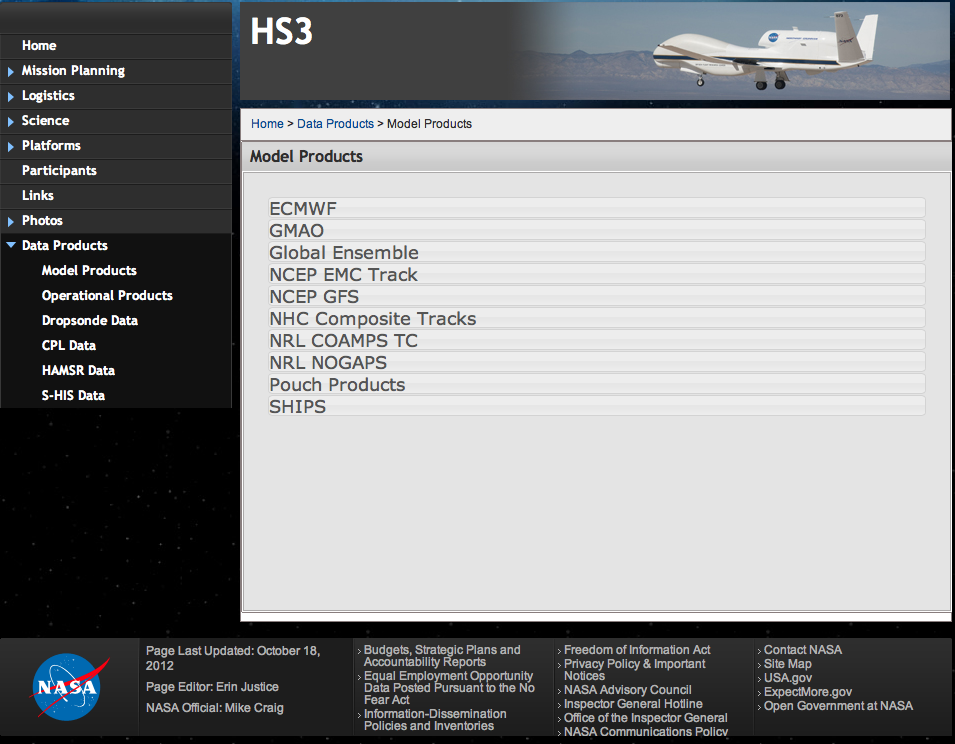 HS3
Home
Mission Planning
Logistics
Science
Platforms
Participants
Links
Photos
Data Products
Model Products
Operational Products
Dropsonde Data
CPL Data
HAMSR Data
S-HIS Data
Home > Data Products > Model Products
Model Products
ECMWF
GMAO
Global Ensemble
NCEP EMC Track
NCEP GFS
NHC Composite Tracks
NRL COAMPS TC
NRL NOGAPS
Pouch Products
SHIPS
NASA
Page Last Updated: October 18,
2012
Page Editor: Erin Justice
NASA Official: Mike Craig
› Budgets, Strategic Plans and
Accountability Reports
› Equal Employment Opportunity
Data Posted Pursuant to the No
Fear Act
› Information-Dissemination
Policies and Inventories
› Freedom of Information Act
› Privacy Policy & Important
Notices
› NASA Advisory Council
› Inspector General Hotline
› Office of the Inspector General
› NASA Communications Policy
› Contact NASA
› Site Map
› USA.gov
› ExpectMore.gov
› Open Government at NASA